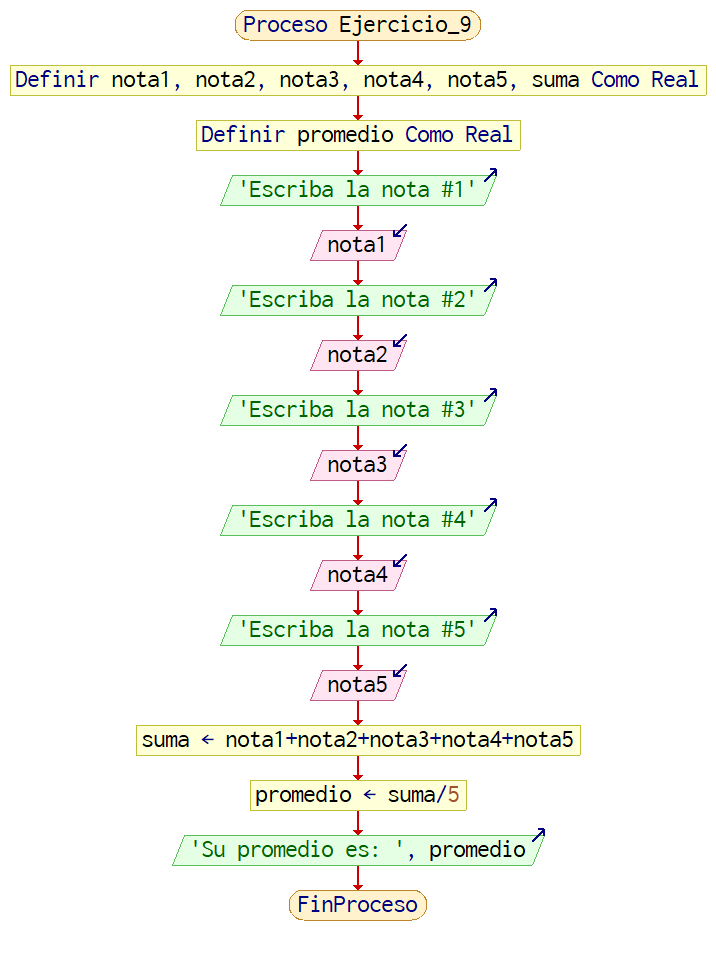 Proceso Ejercicio_9
Definir nota1, nota2, nota3, nota4, nota5, suma Como Real
Definir promedio Como Real
'Escriba la nota #1'
nota1
'Escriba la nota #2'
nota2
'Escriba la nota #3'
nota3
'Escriba la nota #4'
nota4
'Escriba la nota #5'
nota5
suma ← nota1+nota2+nota3+nota4+nota5
promedio ← suma/5
'Su promedio es: ', promedio
FinProceso